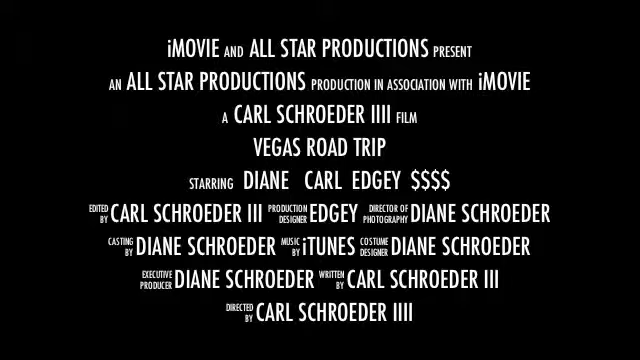 iMOVIE AND ALL STAR PRODUCTIONS PRESENT
AN ALL STAR PRODUCTIONS PRODUCTION IN ASSOCIATION WITH iMOVIE
A CARL SCHROEDER IIII FILM
VEGAS ROAD TRIP
STARRING DIANE CARL EDGEY $$$$
EDITED BY CARL SCHROEDER III PRODUCTION DESIGNER EDGEY DIRECTOR OF PHOTOGRAPHY DIANE SCHROEDER
CASTING BY DIANE SCHROEDER MUSIC BY iTUNES COSTUME DESIGNER DIANE SCHROEDER
EXECUTIVE PRODUCER DIANE SCHROEDER WRITTEN BY CARL SCHROEDER III
DIRECTED BY CARL SCHROEDER IIII